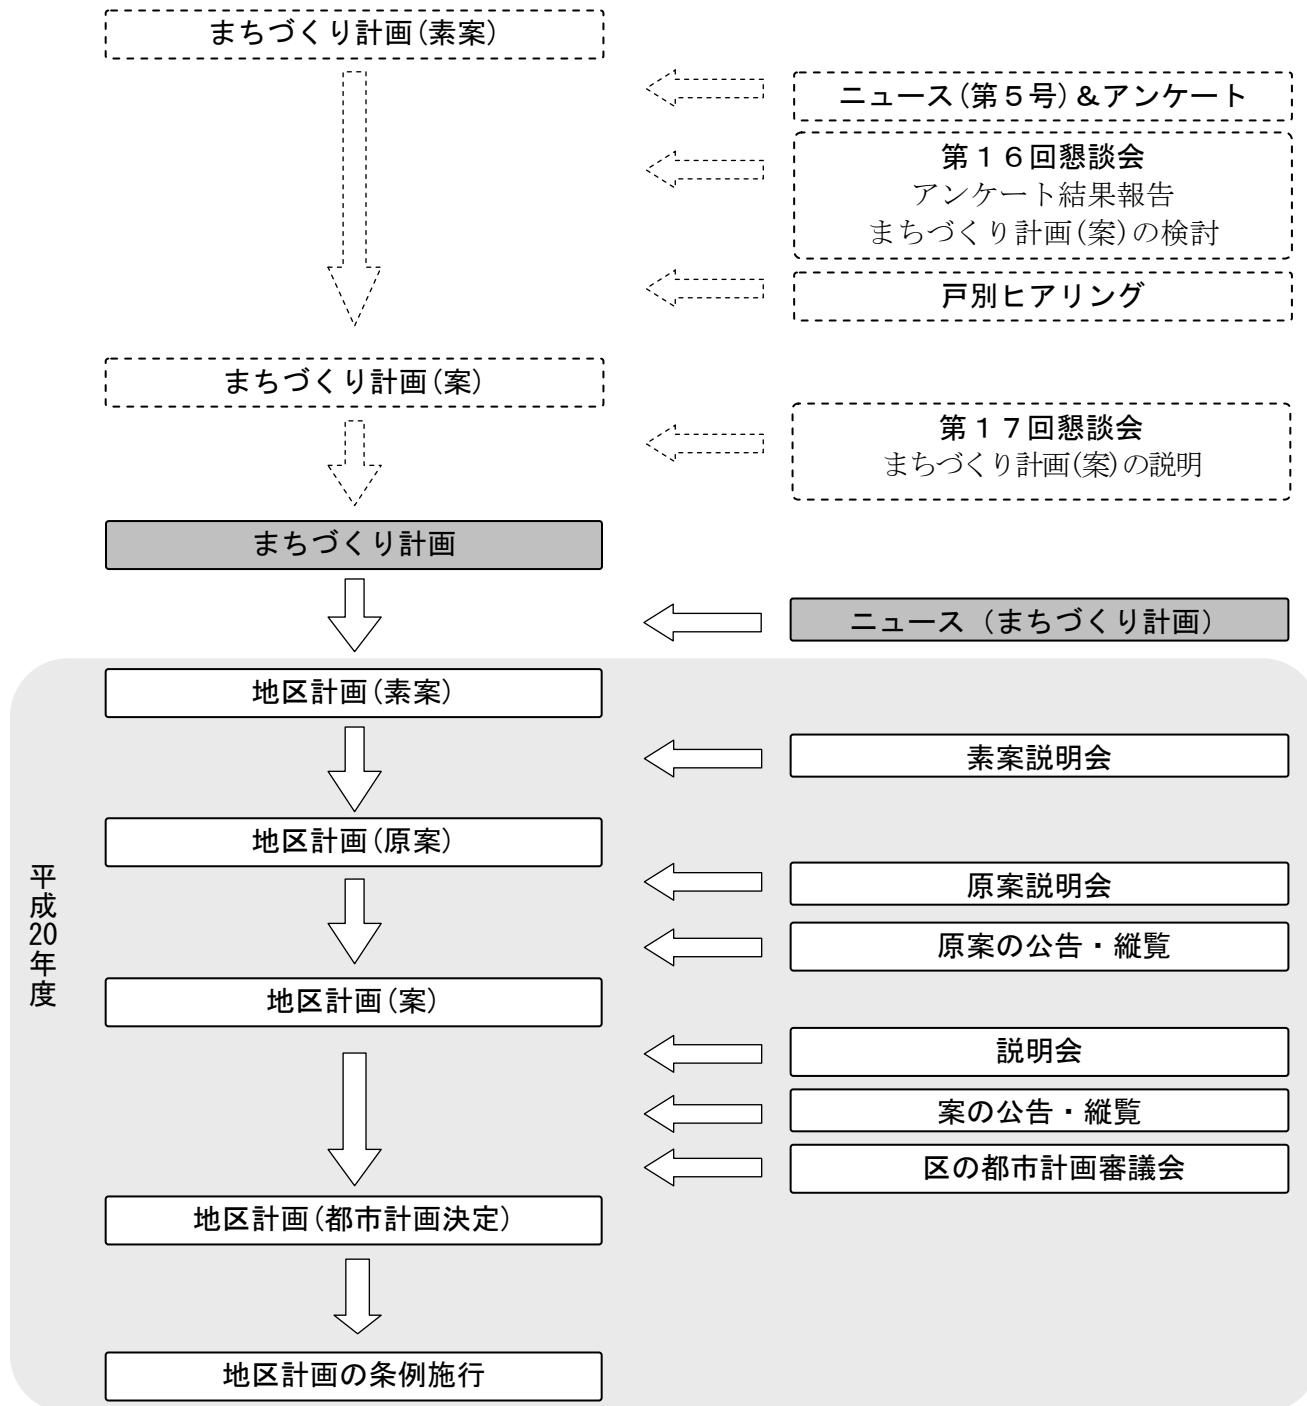 まちづくり計画(素案)
ニュース(第5号)&アンケート
第16回懇談会
アンケート結果報告
まちづくり計画(案)の検討
戸別ヒアリング
まちづくり計画(案)
第17回懇談会
まちづくり計画(案)の説明
まちづくり計画
ニュース(まちづくり計画)
地区計画(素案)
素案説明会
地区計画(原案)
原案説明会
原案の公告・縦覧
平成20年度
地区計画(案)
説明会
案の公告・縦覧
区の都市計画審議会
地区計画(都市計画決定)
地区計画の条例施行